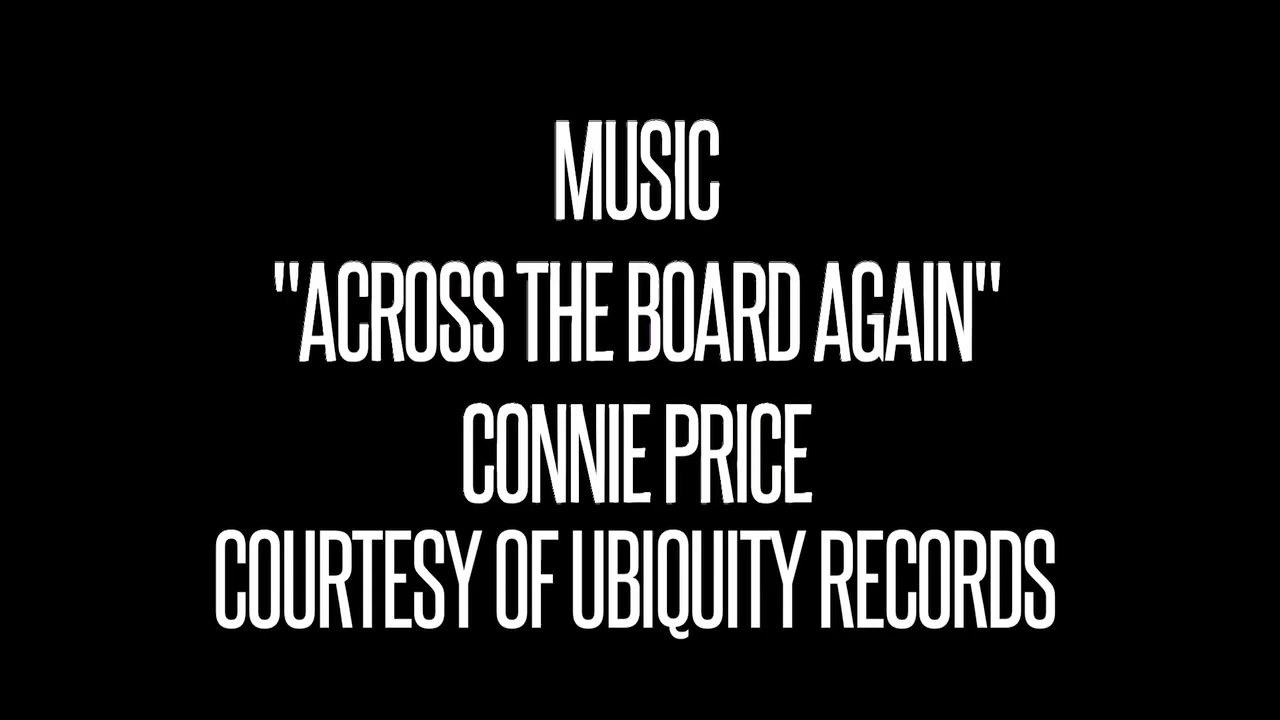 MUSIC
"ACROSS THE BOARD AGAIN"
CONNIE PRICE
COURTESY OF UBIQUITY RECORDS